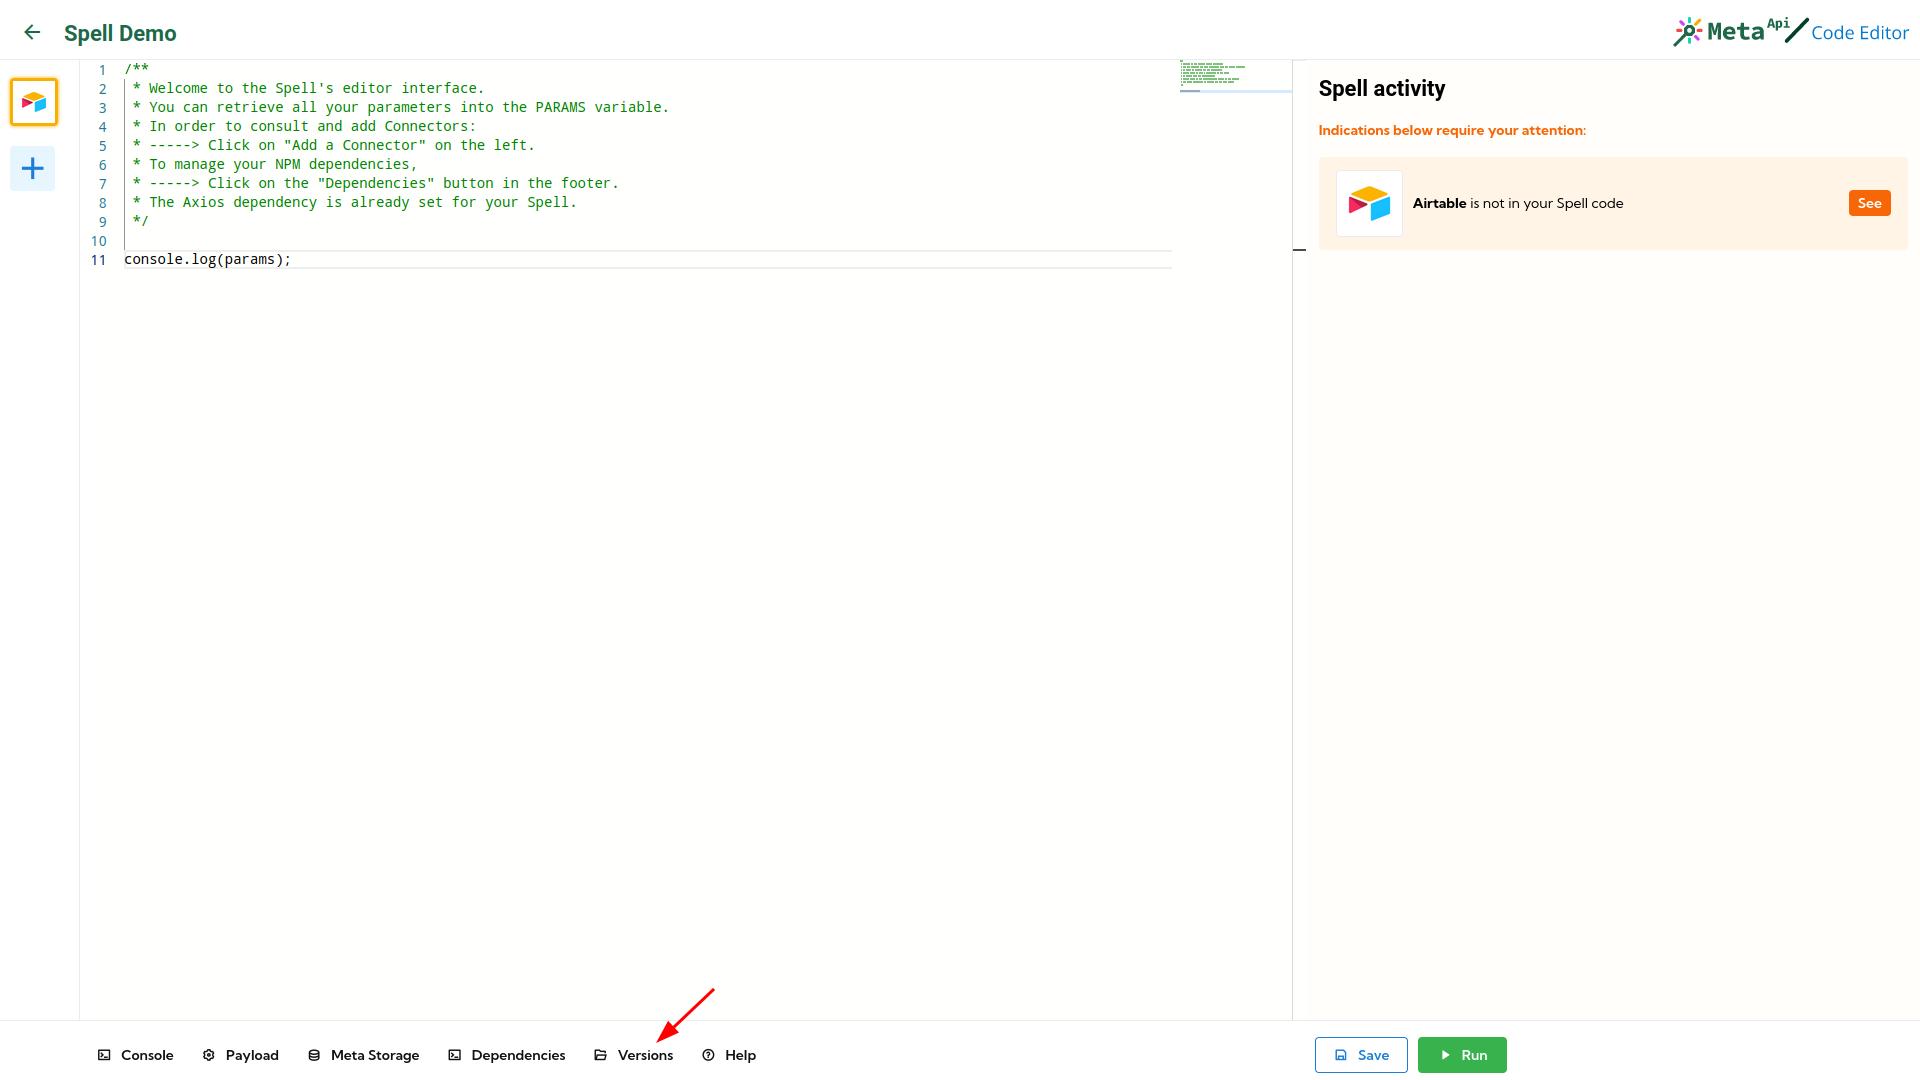 Spell Demo
MetaApi Code Editor
1 /**
2  * Welcome to the Spell's editor interface.
3  * You can retrieve all your parameters into the PARAMS variable.
4  * In order to consult and add Connectors:
5  * -----> Click on "Add a Connector" on the left.
6  * To manage your NPM dependencies,
7  * -----> Click on the "Dependencies" button in the footer.
8  * The Axios dependency is already set for your Spell.
9  */
10
11 console.log(params);
Spell activity
Indications below require your attention:
Airtable is not in your Spell code
See
Console Payload Meta Storage Dependencies Versions Help
Save Run